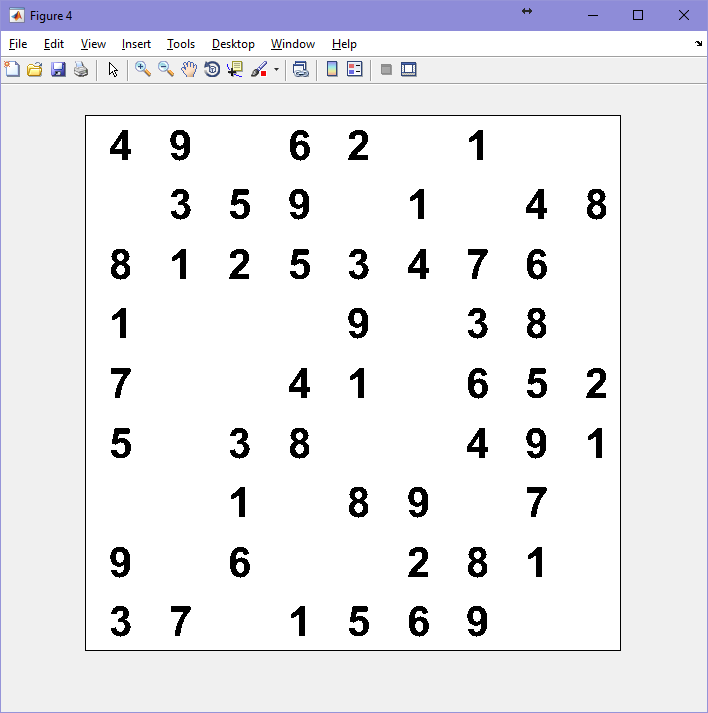 Figure 4
File Edit View Insert Tools Desktop Window Help
4 9 6 2 1
3 5 9 1 4 8
8 1 2 5 3 4 7 6
1 9 3 8
7 4 1 6 5 2
5 3 8 4 9 1
1 8 9 7
9 6 2 8 1
3 7 1 5 6 9